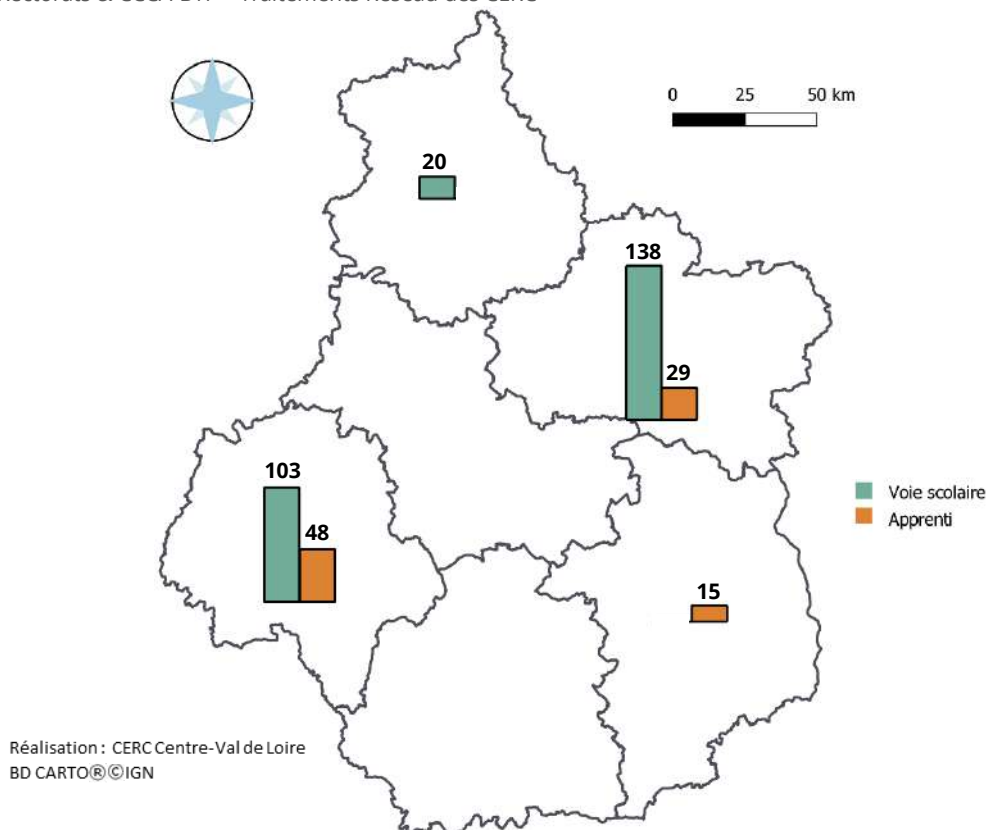 0 25 50 km
20
138
29
103
48
Voie scolaire
Apprenti
15
Réalisation : CERC Centre-Val de Loire
BD CARTO®©IGN